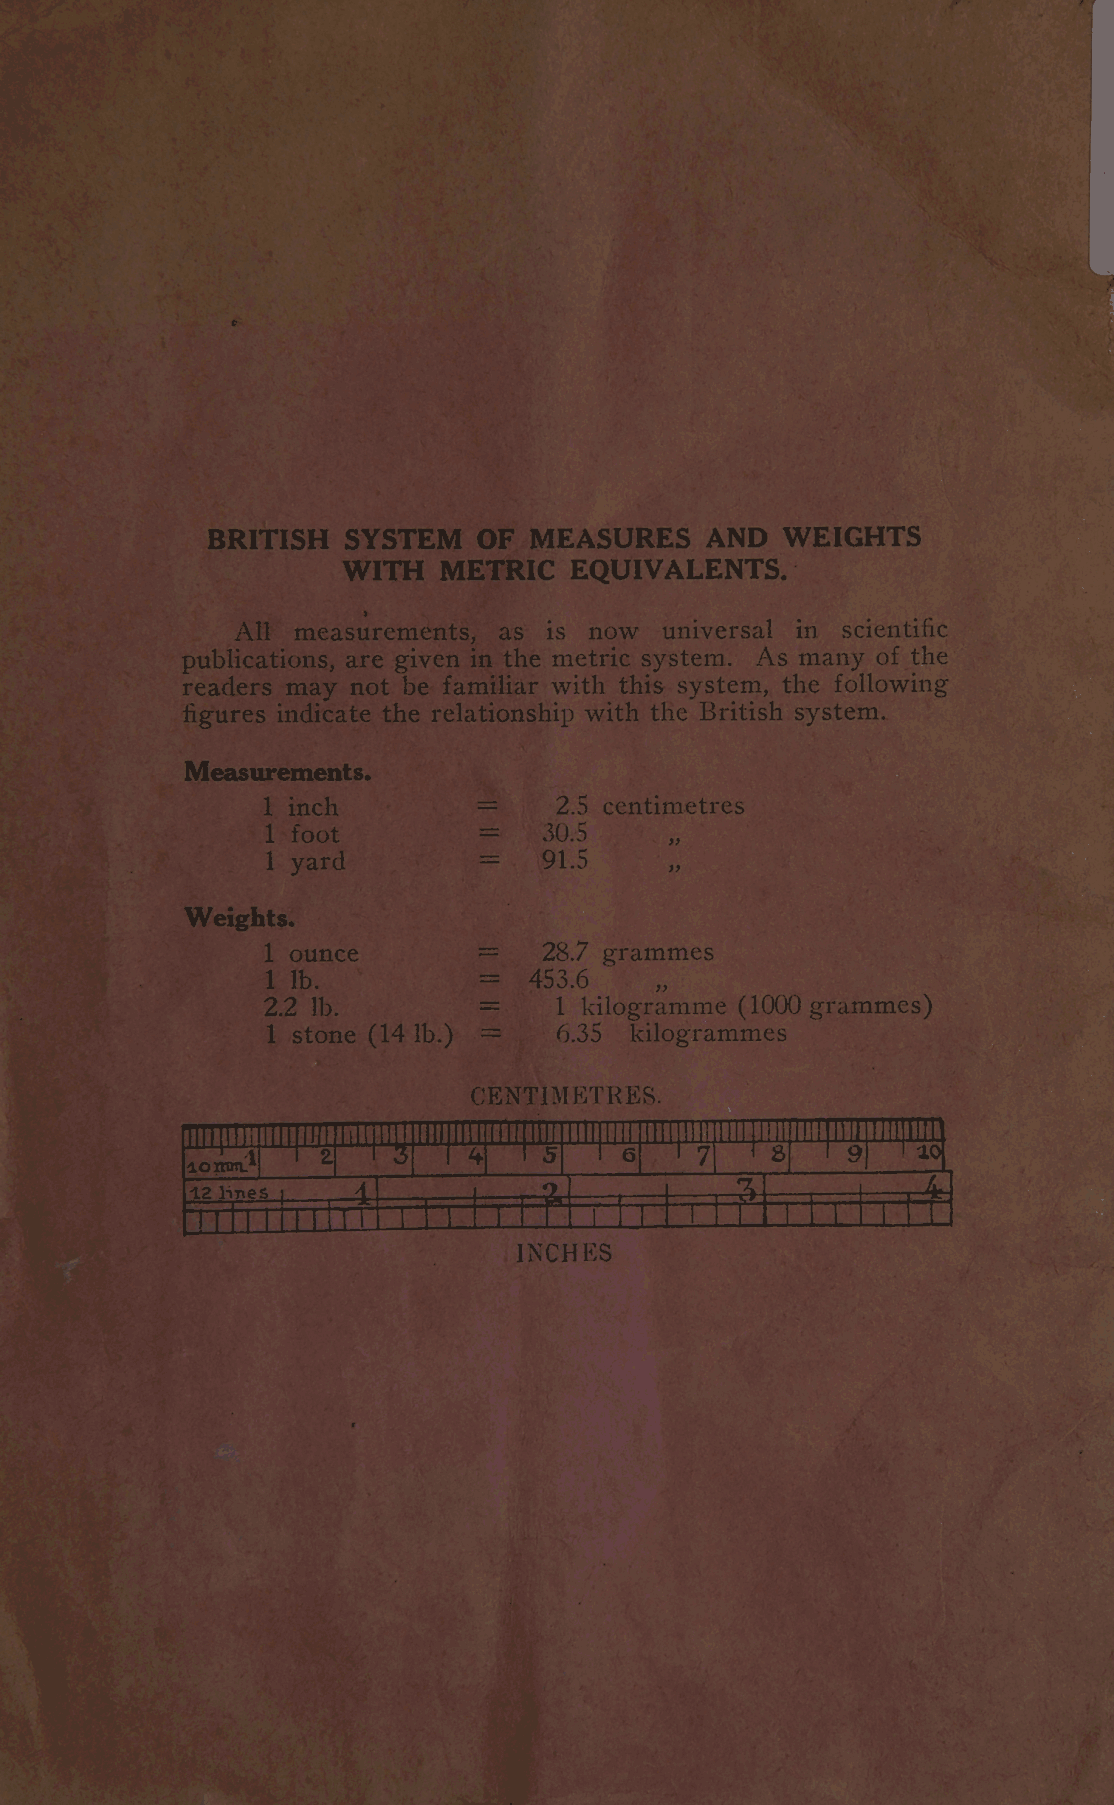 BRITISH SYSTEM OF MEASURES AND WEIGHTS
WITH METRIC EQUIVALENTS.
All measurements, as is now universal in scientific
publications, are given in the metric system. As many of the
readers may not be familiar with this system, the following
figures indicate the relationship with the British system.
Measurements.
1 inch = 2.5 centimetres
1 foot = 30.5 „
1 yard = 91.5 „
Weights.
1 ounce = 28.7 grammes
1 lb. = 453.6 „
2.2 lb. = 1 kilogramme (1000 grammes)
1 stone (14 lb.) = 6.35 kilogrammes
CENTIMETRES.
10mm. 1 2 3 4 5 6 7 8 9 10
12 lines 1 2 3 4
INCHES